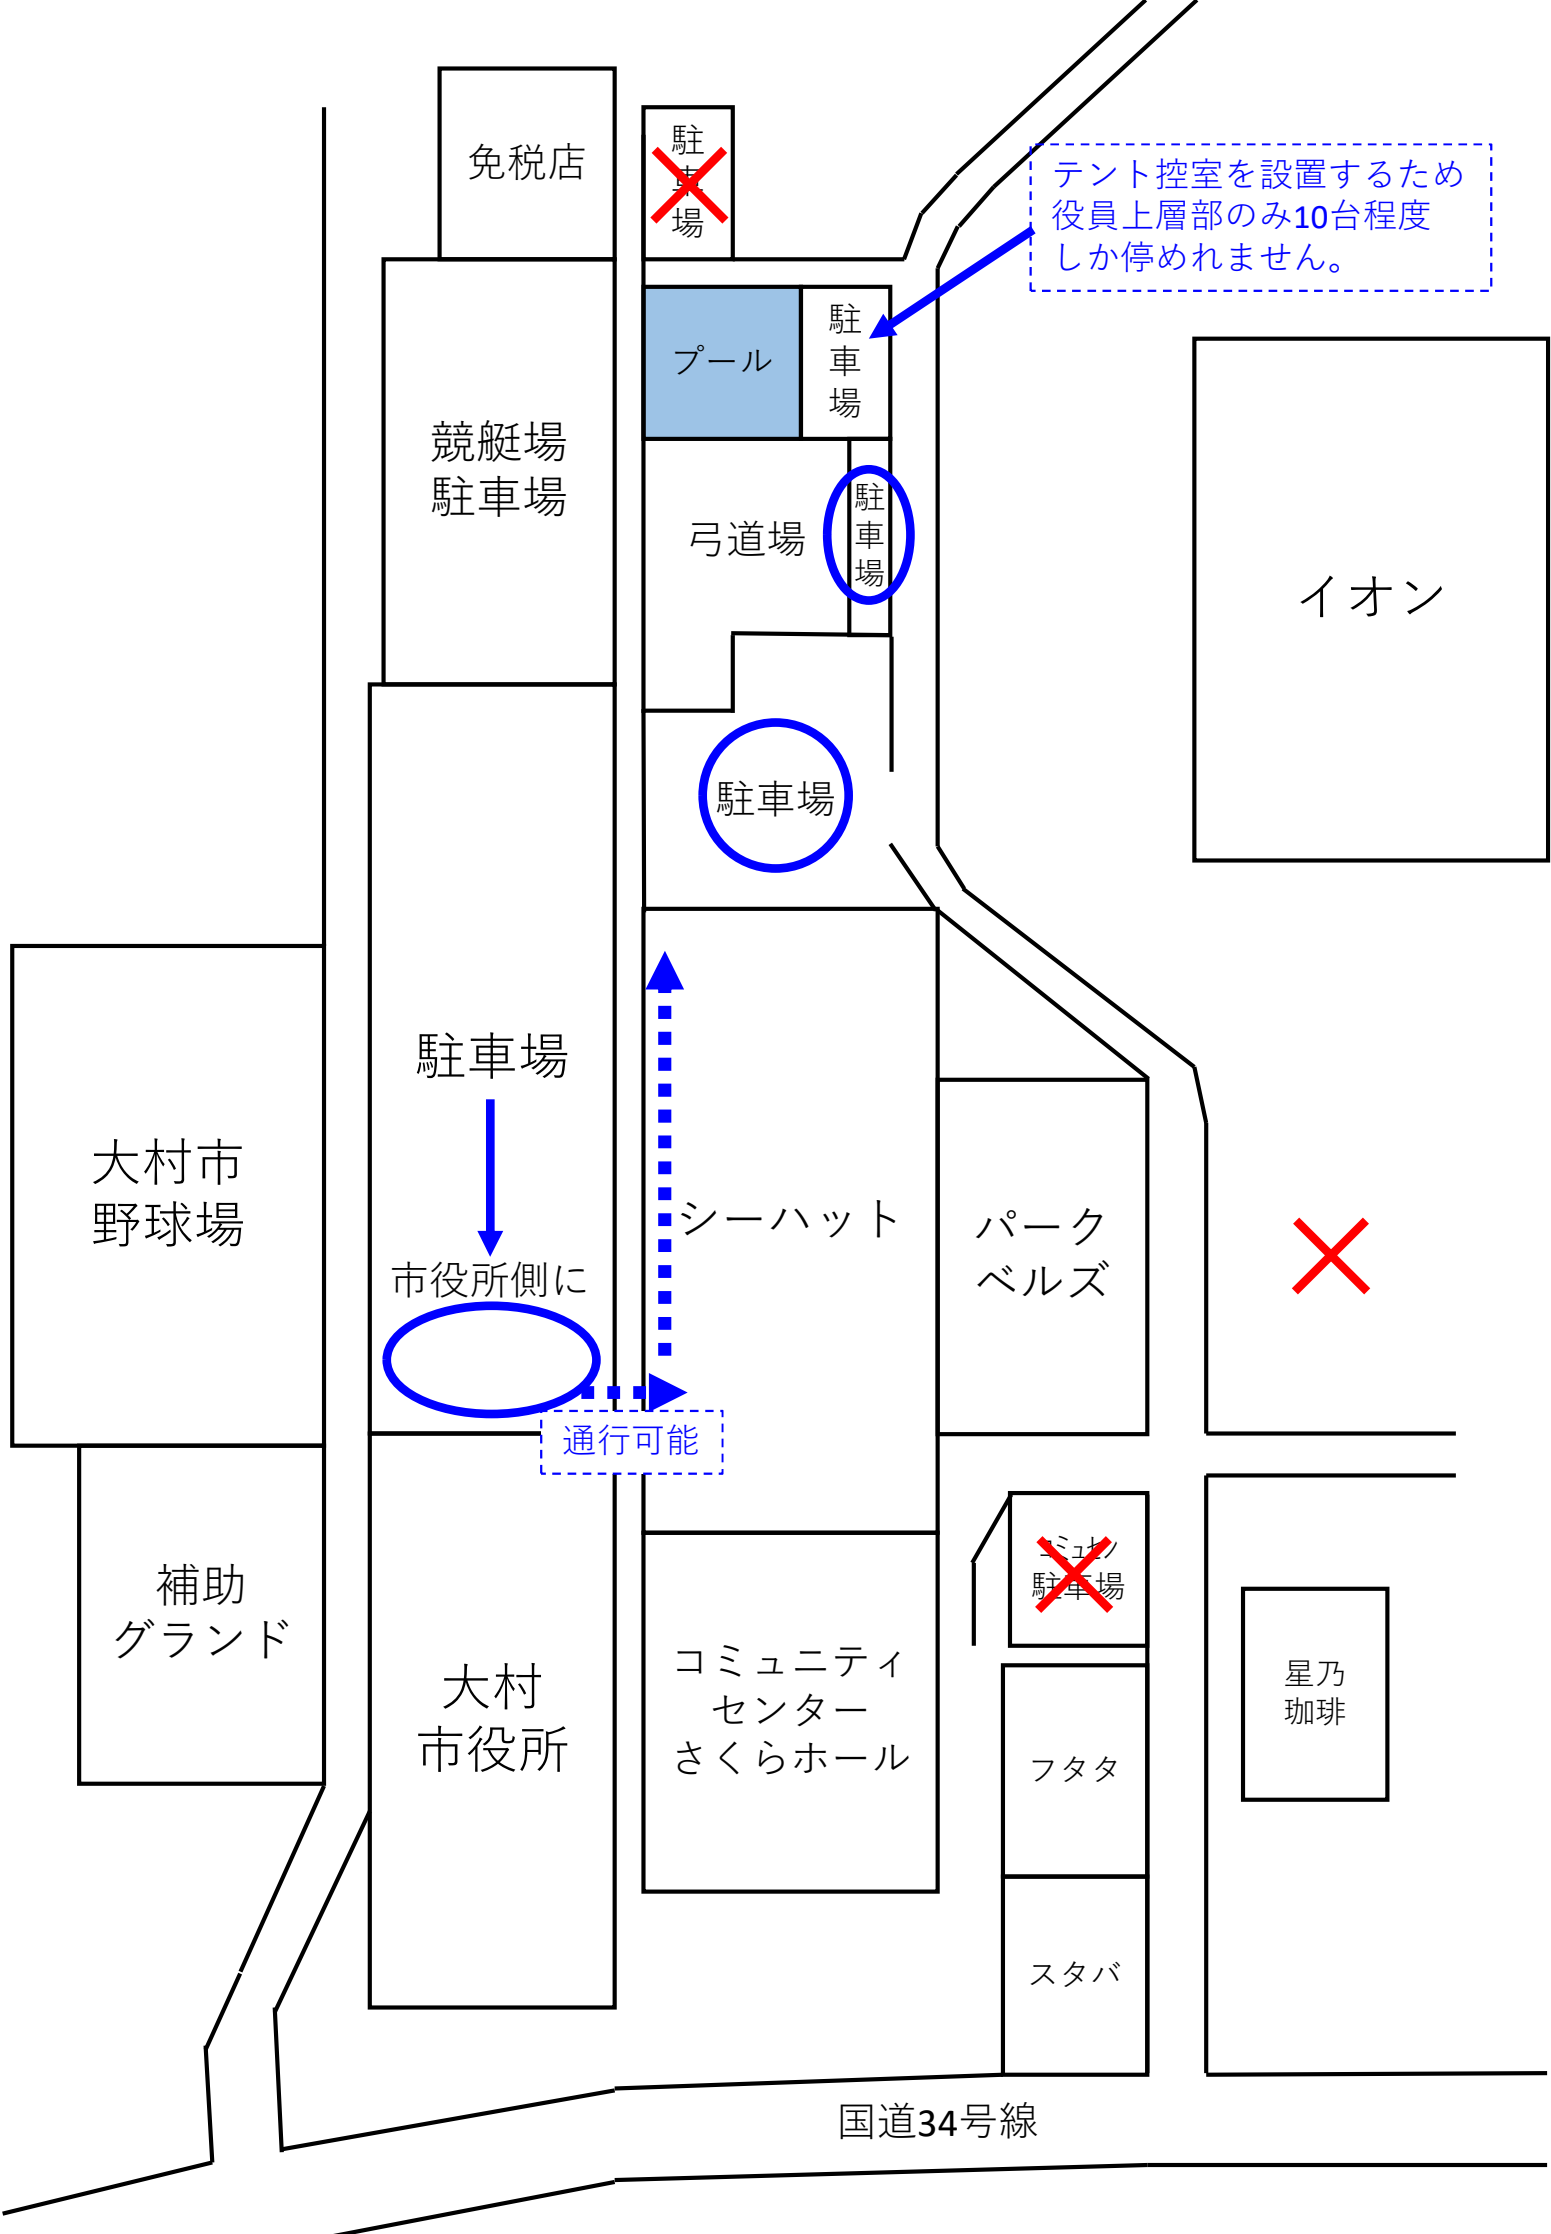 免税店
駐
車
場
テント控室を設置するため
役員上層部のみ10台程度
しか停めれません。
プール
駐
車
場
競艇場
駐車場
弓道場
駐
車
場
イオン
駐車場
駐車場
市役所側に
大村市
野球場
シーハット
パーク
ベルズ
通行可能
補助
グランド
大村
市役所
コミュニティ
センター
さくらホール
ｺﾐｭｾﾝ
駐車場
フタタ
スタバ
星乃
珈琲
国道34号線